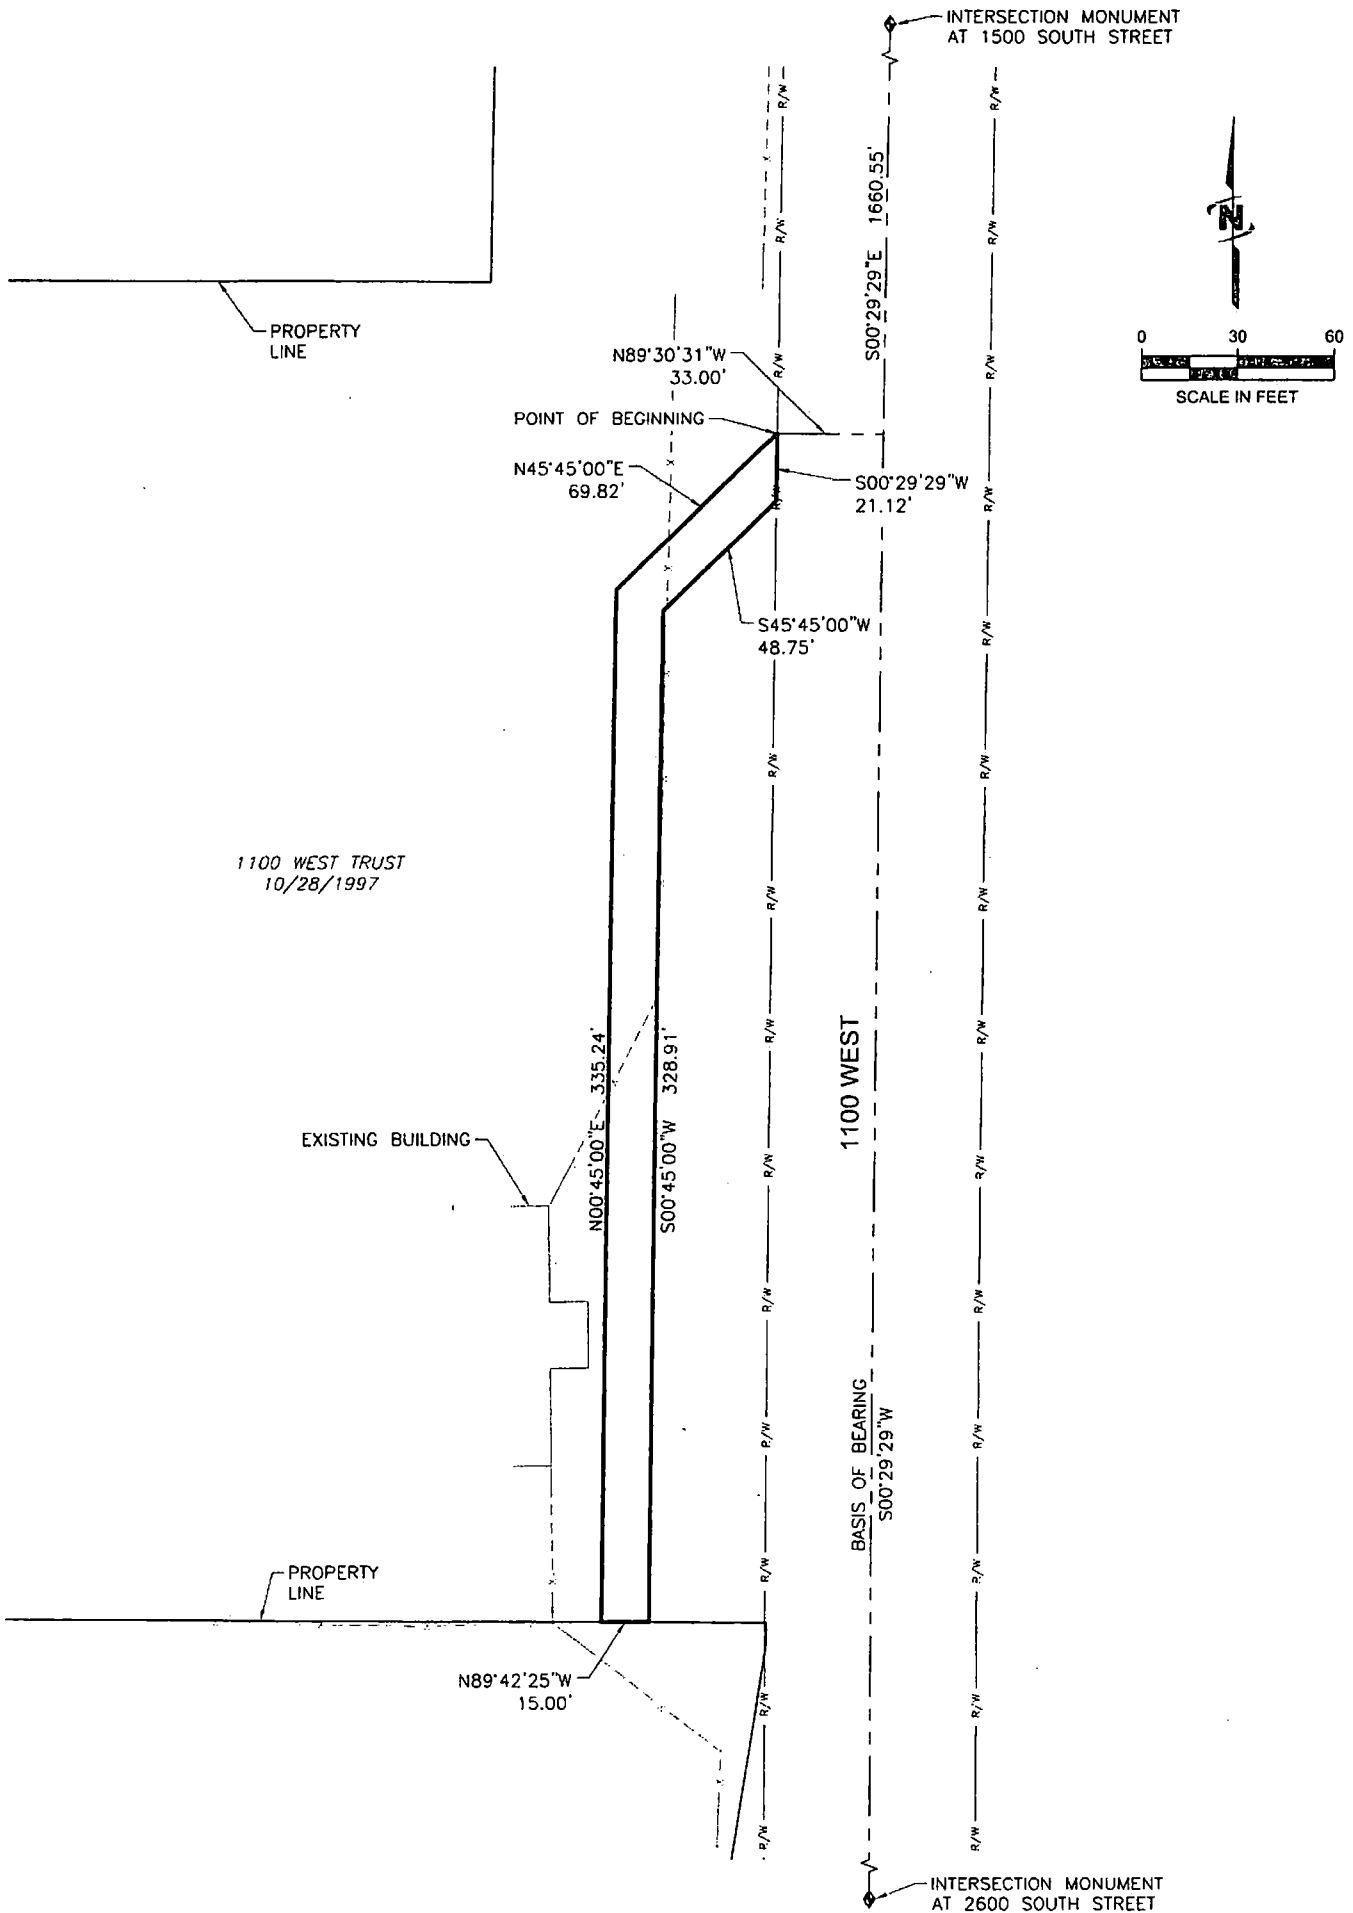 INTERSECTION MONUMENT
AT 1500 SOUTH STREET
R/W
R/W
S00°29'29"E 1660.55'
R/W
R/W
N
0 30 60
SCALE IN FEET
PROPERTY
LINE
N89°30'31"W
33.00'
R/W
R/W
POINT OF BEGINNING
N45°45'00"E
69.82'
S00°29'29"W
21.12'
R/W
R/W
S45°45'00"W
48.75'
R/W
R/W
R/W
1100 WEST TRUST
10/28/1997
R/W
R/W
N00°45'00"E 335.24'
S00°45'00"W 328.91'
R/W
R/W
1100 WEST
EXISTING BUILDING
R/W
R/W
R/W
R/W
BASIS OF BEARING
S00°29'29"W
R/W
R/W
PROPERTY
LINE
R/W
R/W
N89°42'25"W
15.00'
R/W
R/W
R/W
R/W
INTERSECTION MONUMENT
AT 2600 SOUTH STREET